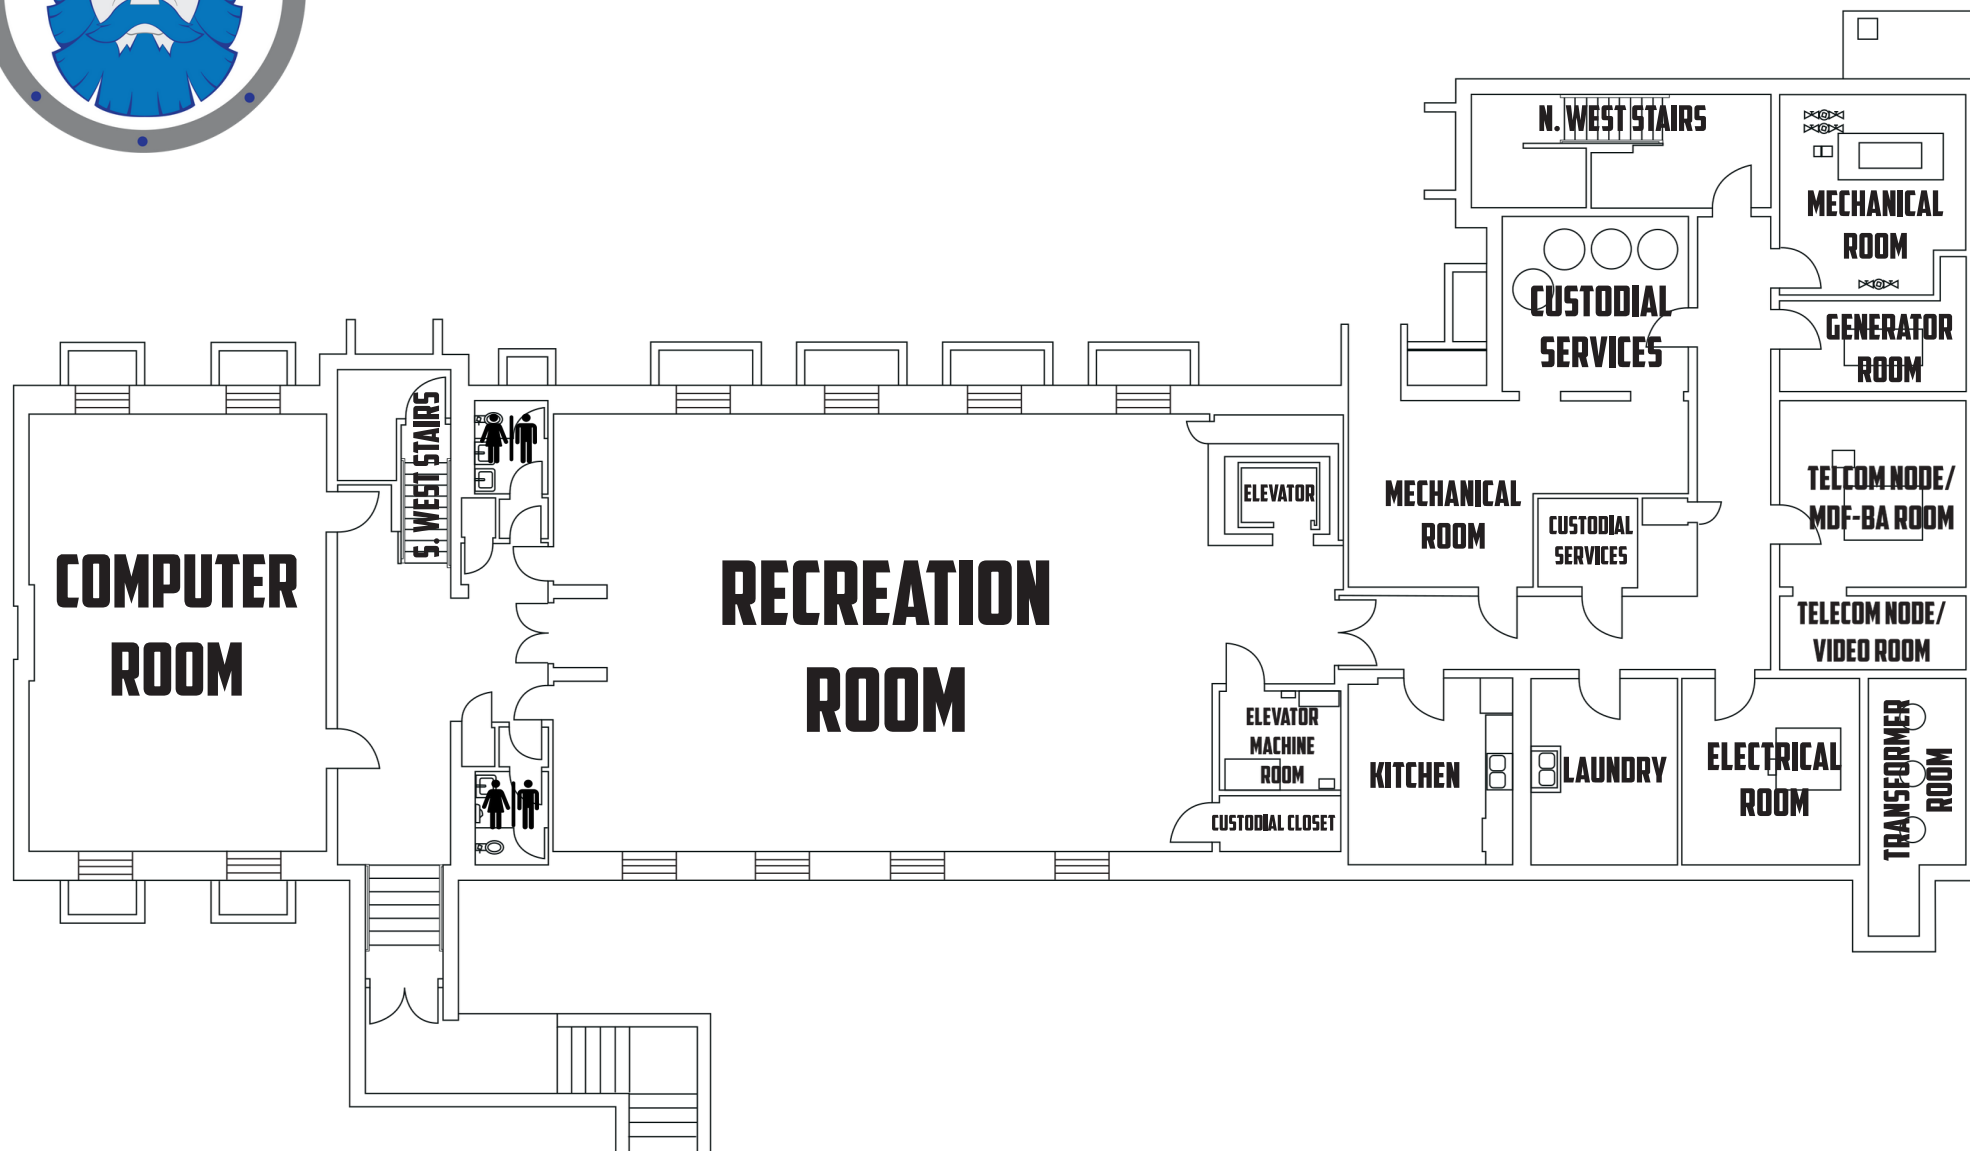 N. WEST STAIRS
MECHANICAL
ROOM
CUSTODIAL
SERVICES
GENERATOR
ROOM
S. WEST STAIRS
ELEVATOR
MECHANICAL
ROOM
CUSTODIAL
SERVICES
TELCOM NODE/
MDF-BA ROOM
COMPUTER
ROOM
RECREATION
ROOM
TELECOM NODE/
VIDEO ROOM
ELEVATOR
MACHINE
ROOM
KITCHEN
LAUNDRY
ELECTRICAL
ROOM
TRANSFORMER
ROOM
CUSTODIAL CLOSET